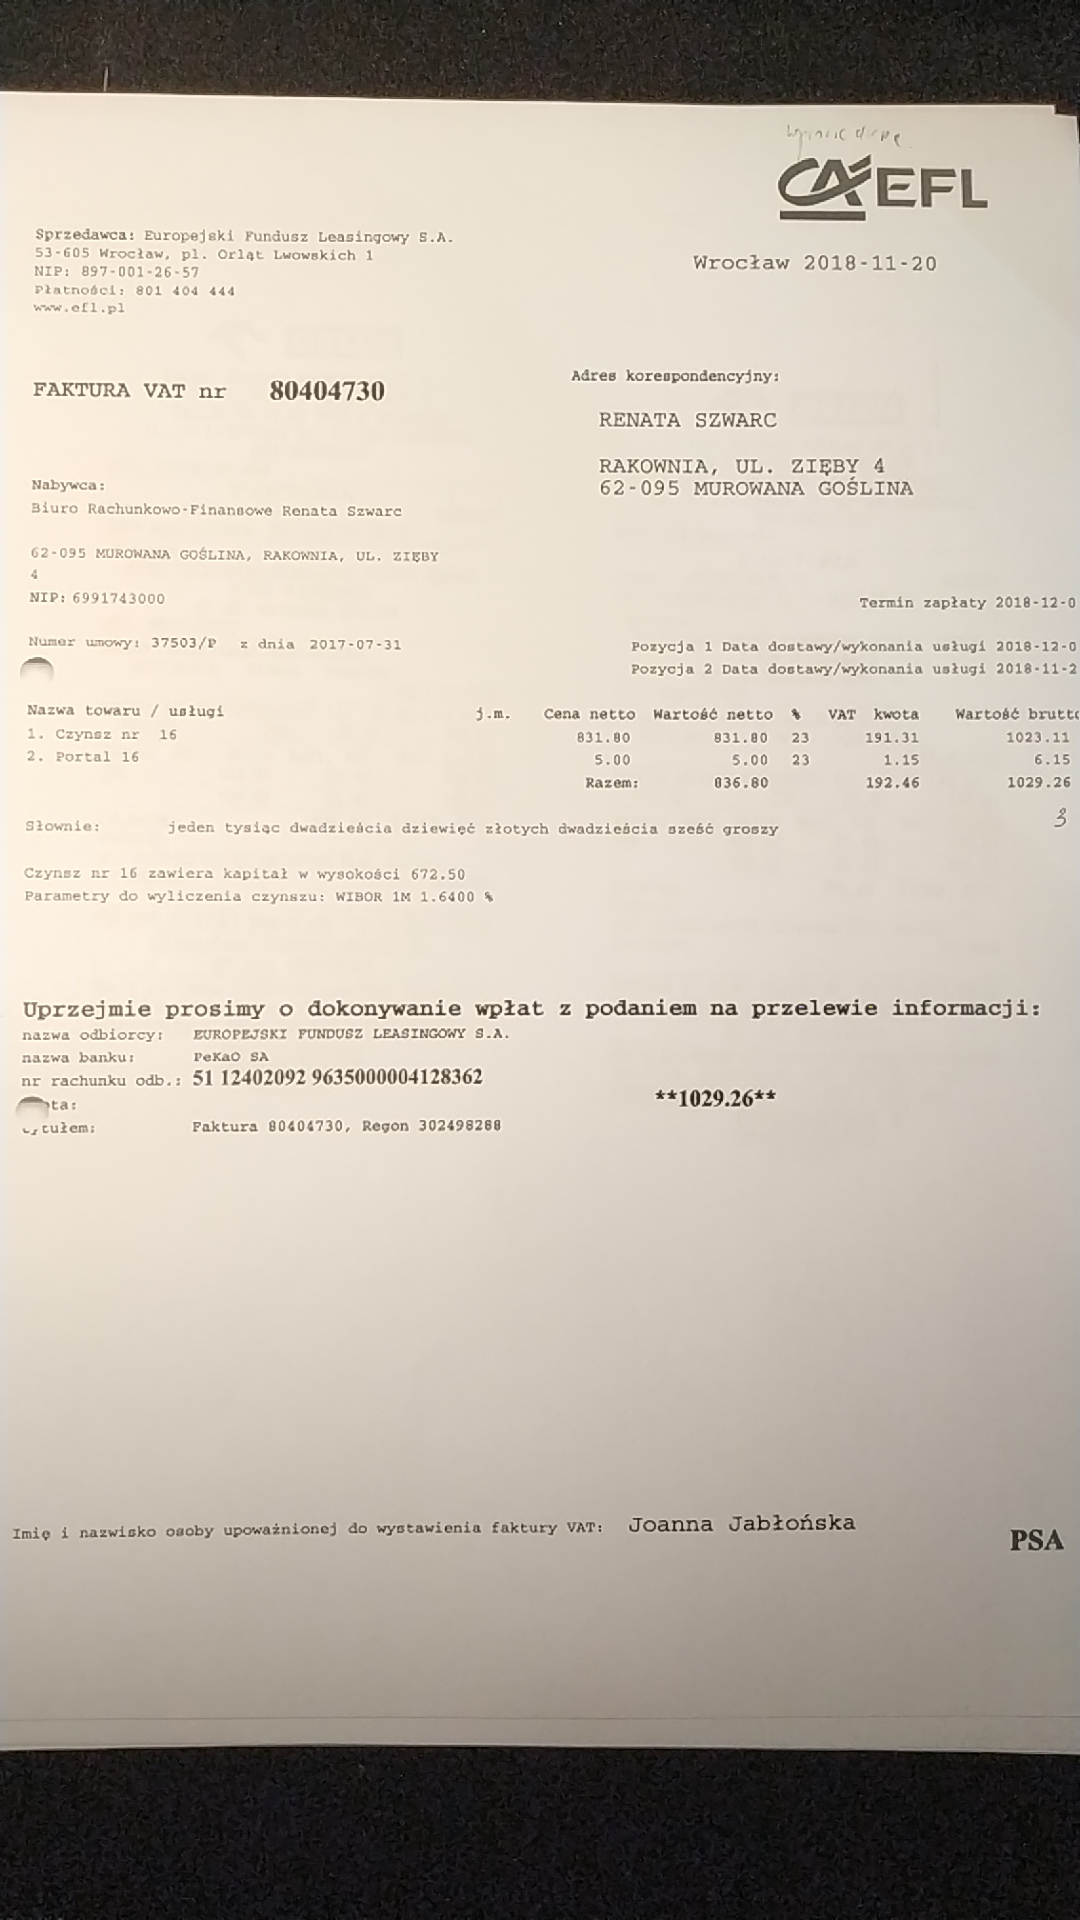 CA EFL
Sprzedawca: Europejski Fundusz Leasingowy S.A.
53-605 Wrocław, pl. Orląt Lwowskich 1
NIP: 897-001-26-57
Płatności: 801 404 444
www.efl.pl
Wrocław 2018-11-20
FAKTURA VAT nr 80404730
Adres korespondencyjny:
RENATA SZWARC
RAKOWNIA, UL. ZIĘBY 4
62-095 MUROWANA GOŚLINA
Nabywca:
Biuro Rachunkowo-Finansowe Renata Szwarc
62-095 MUROWANA GOŚLINA, RAKOWNIA, UL. ZIĘBY
4
NIP: 6991743000
Termin zapłaty 2018-12-0
Numer umowy: 37503/P z dnia 2017-07-31
Pozycja 1 Data dostawy/wykonania usługi 2018-12-0
Pozycja 2 Data dostawy/wykonania usługi 2018-11-2
Nazwa towaru / usługi j.m. Cena netto Wartość netto % VAT kwota Wartość brutto
1. Czynsz nr 16 831.80 831.80 23 191.31 1023.11
2. Portal 16 5.00 5.00 23 1.15 6.15
Razem: 836.80 192.46 1029.26
3
Słownie: jeden tysiąc dwadzieścia dziewięć złotych dwadzieścia sześć groszy
Czynsz nr 16 zawiera kapitał w wysokości 672.50
Parametry do wyliczenia czynszu: WIBOR 1M 1.6400 %
Uprzejmie prosimy o dokonywanie wpłat z podaniem na przelewie informacji:
nazwa odbiorcy: EUROPEJSKI FUNDUSZ LEASINGOWY S.A.
nazwa banku: PeKaO SA
nr rachunku odb.: 51 12402092 9635000004128362
ota: **1029.26**
tułem: Faktura 80404730, Regon 302498288
Imię i nazwisko osoby upoważnionej do wystawienia faktury VAT: Joanna Jabłońska
PSA